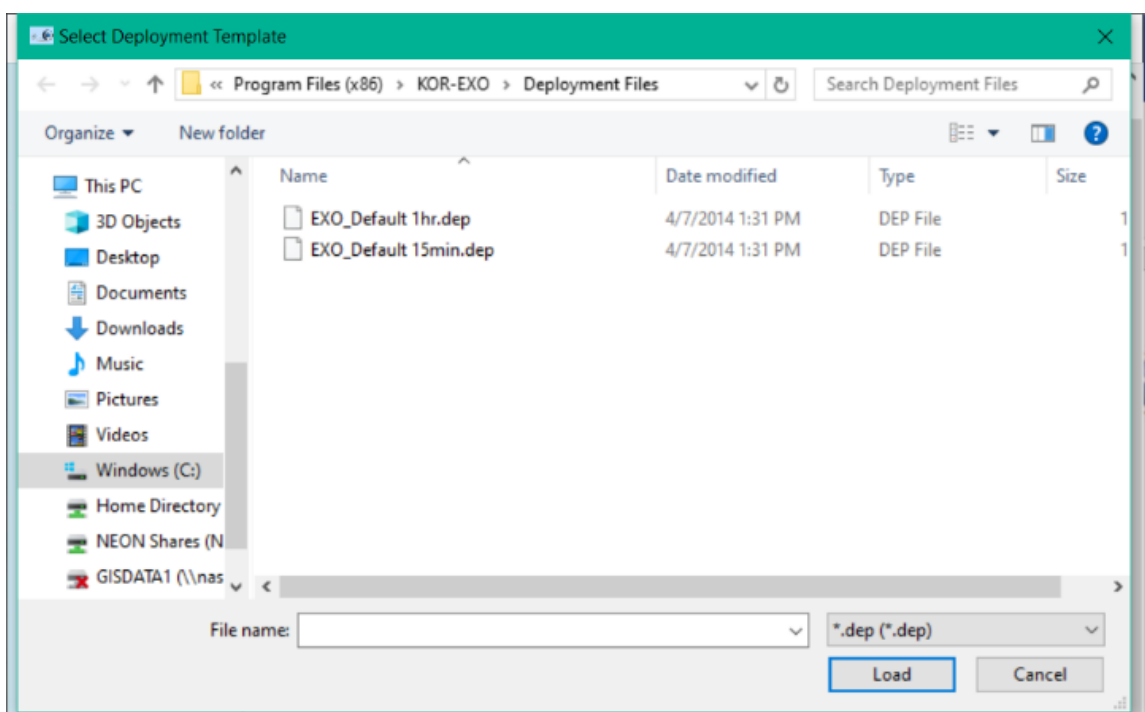 Select Deployment Template
« Program Files (x86) › KOR-EXO › Deployment Files
Search Deployment Files
Organize
New folder
Name
Date modified
Type
Size
This PC
3D Objects
Desktop
Documents
Downloads
Music
Pictures
Videos
Windows (C:)
Home Directory
NEON Shares (N
GISDATA1 (\\nas
EXO_Default 1hr.dep 4/7/2014 1:31 PM DEP File 1
EXO_Default 15min.dep 4/7/2014 1:31 PM DEP File 1
File name:
*.dep (*.dep)
Load
Cancel